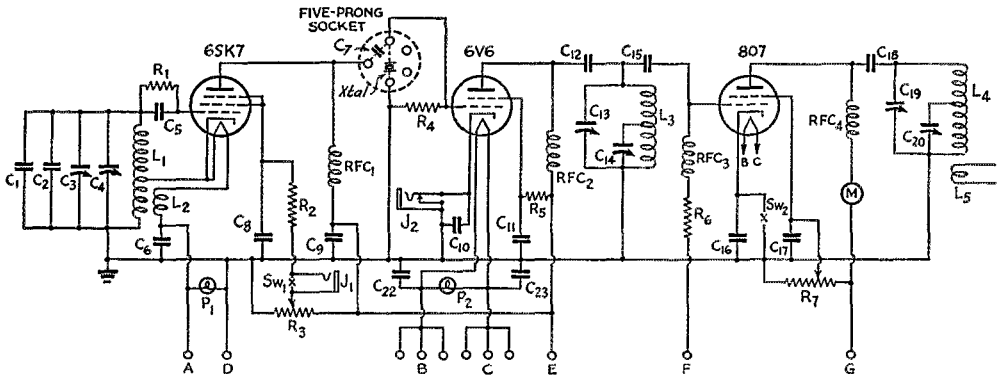 FIVE-PRONG
SOCKET
6SK7
C7
Xtal
6V6
C12
C15
807
C18
R1
C5
R4
C13
L3
C14
C19
L4
C20
L1
L2
C1
C2
C3
C4
RFC1
RFC2
RFC3
RFC4
B
C
L5
R2
J2
R5
R6
Sw2
M
C6
C8
C9
C10
C11
C16
C17
P1
Sw1
J1
C22
P2
C23
R7
R3
A
D
B
C
E
F
G